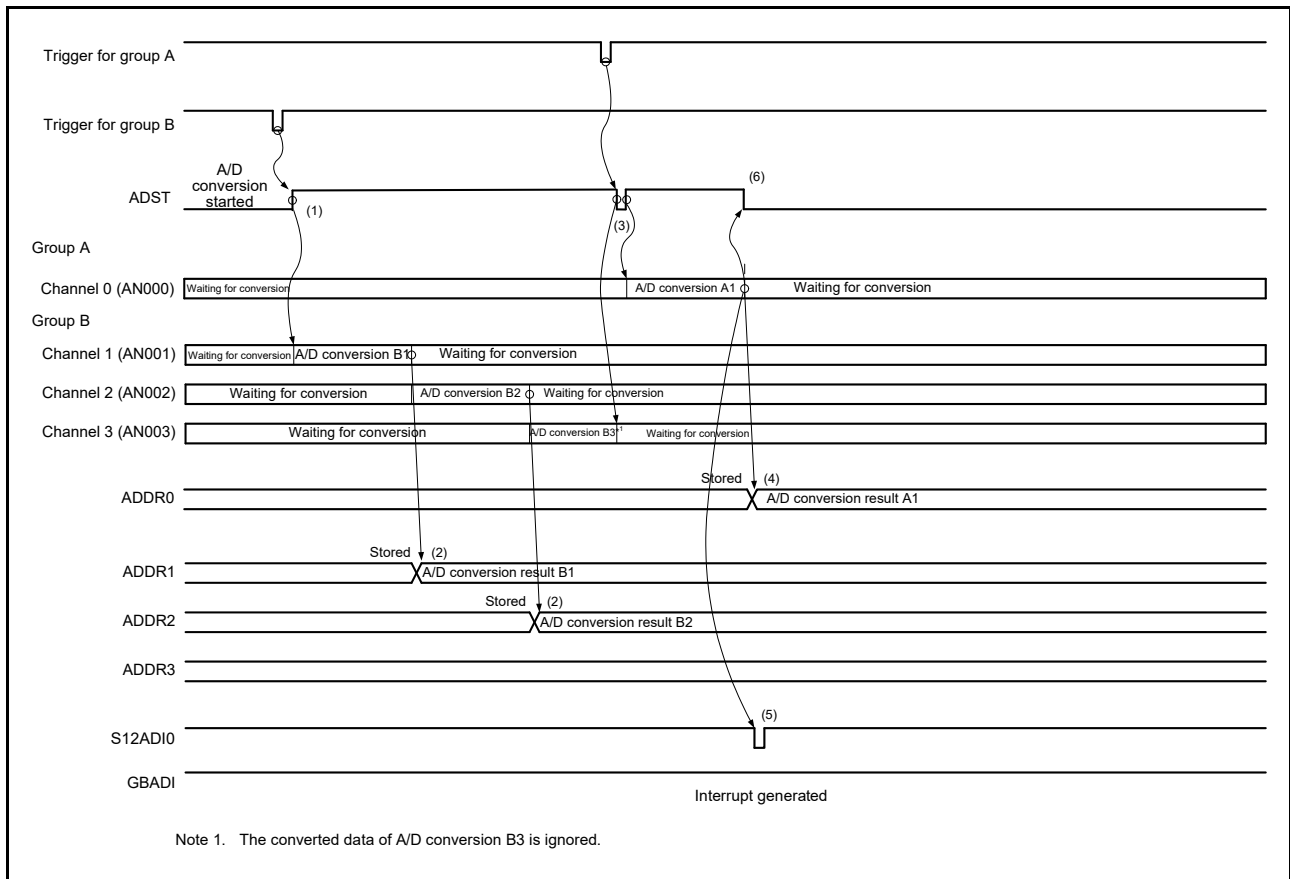 Trigger for group A
Trigger for group B
A/D
conversion
started
ADST
(1)
(3)
(6)
Group A
Channel 0 (AN000)
Waiting for conversion
A/D conversion A1
Waiting for conversion
Group B
Channel 1 (AN001)
Waiting for conversion
A/D conversion B1
Waiting for conversion
Channel 2 (AN002)
Waiting for conversion
A/D conversion B2
Waiting for conversion
Channel 3 (AN003)
Waiting for conversion
A/D conversion B3*1
Waiting for conversion
Stored
(4)
ADDR0
A/D conversion result A1
Stored
(2)
ADDR1
A/D conversion result B1
Stored
(2)
ADDR2
A/D conversion result B2
ADDR3
(5)
S12ADI0
GBADI
Interrupt generated
Note 1. The converted data of A/D conversion B3 is ignored.